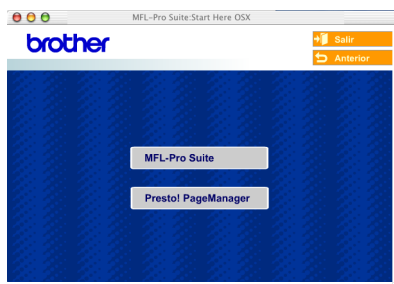 MFL-Pro Suite:Start Here OSX
brother
Salir
Anterior
MFL-Pro Suite
Presto! PageManager